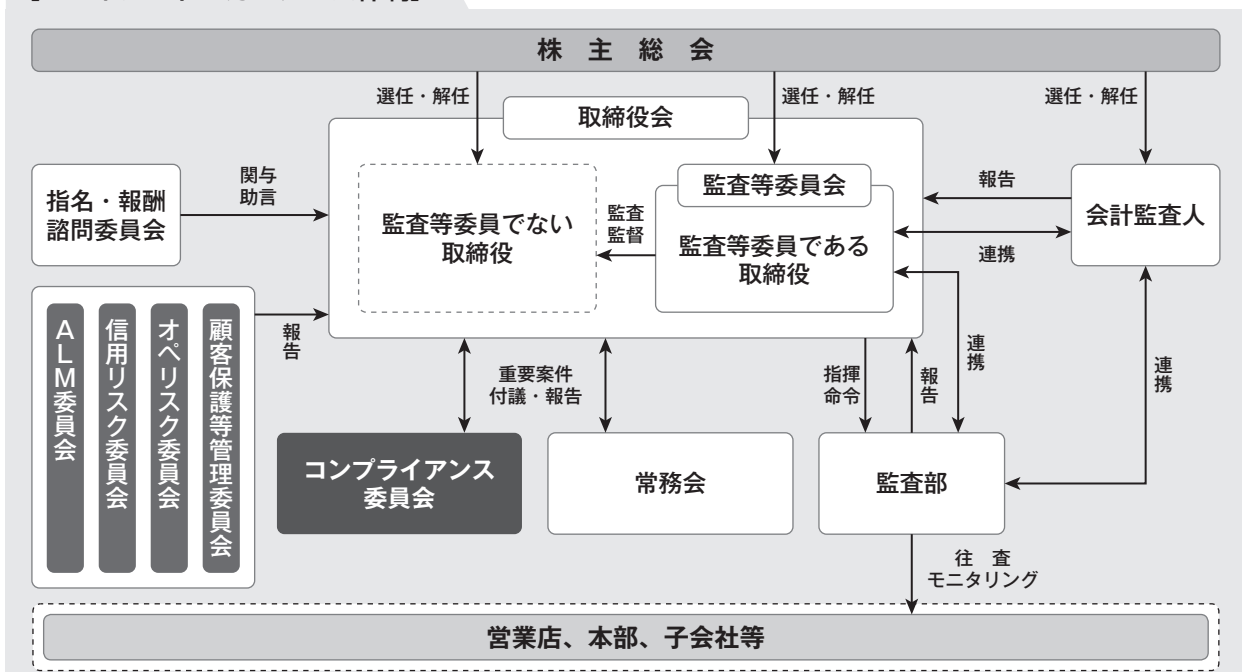 株主総会
選任・解任
選任・解任
選任・解任
取締役会
指名・報酬
諮問委員会
関与
助言
監査等委員でない
取締役
監査
監督
監査等委員会
監査等委員である
取締役
報告
連携
会計監査人
ALM委員会
信用リスク委員会
オペリスク委員会
顧客保護等管理委員会
報告
重要案件
付議・報告
指揮
命令
報告
連携
連携
コンプライアンス
委員会
常務会
監査部
往 査
モニタリング
営業店、本部、子会社等